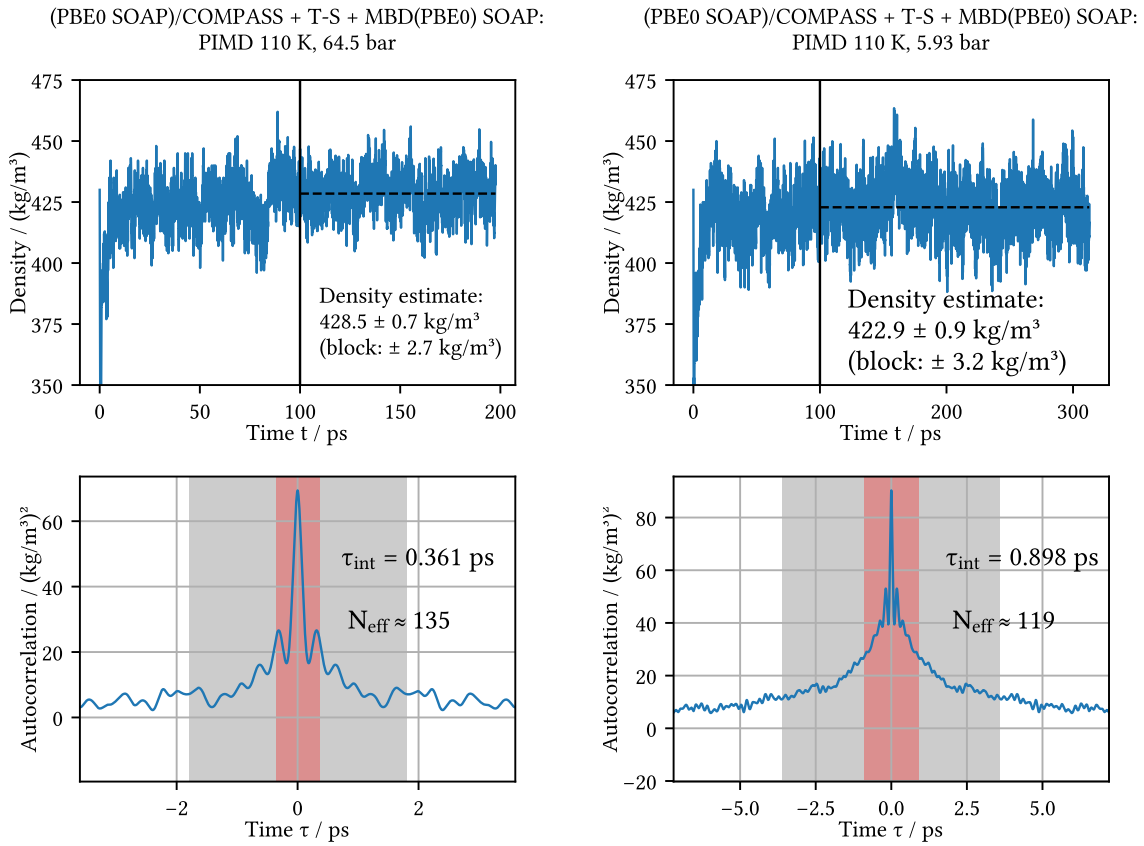 (PBE0 SOAP)/COMPASS + T-S + MBD(PBE0) SOAP:
PIMD 110 K, 64.5 bar
475
450
425
400
375
350
Density / (kg/m³)
Density estimate:
428.5 ± 0.7 kg/m³
(block: ± 2.7 kg/m³)
0
50
100
150
200
Time t / ps
(PBE0 SOAP)/COMPASS + T-S + MBD(PBE0) SOAP:
PIMD 110 K, 5.93 bar
475
450
425
400
375
350
Density / (kg/m³)
Density estimate:
422.9 ± 0.9 kg/m³
(block: ± 3.2 kg/m³)
0
100
200
300
Time t / ps
60
40
20
0
Autocorrelation / (kg/m³)²
τint = 0.361 ps
Neff ≈ 135
−2
0
2
Time τ / ps
80
60
40
20
0
−20
Autocorrelation / (kg/m³)²
τint = 0.898 ps
Neff ≈ 119
−5.0
−2.5
0.0
2.5
5.0
Time τ / ps